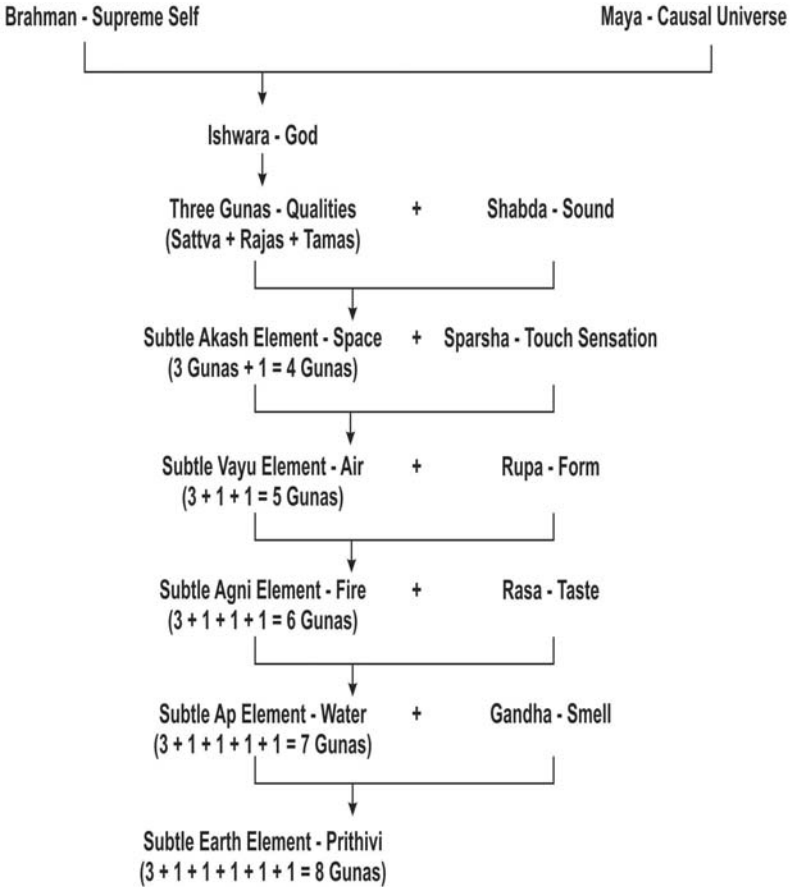 Brahman - Supreme Self Maya - Causal Universe
Ishwara - God
Three Gunas - Qualities + Shabda - Sound
(Sattva + Rajas + Tamas)
Subtle Akash Element - Space + Sparsha - Touch Sensation
(3 Gunas + 1 = 4 Gunas)
Subtle Vayu Element - Air + Rupa - Form
(3 + 1 + 1 = 5 Gunas)
Subtle Agni Element - Fire + Rasa - Taste
(3 + 1 + 1 + 1 = 6 Gunas)
Subtle Ap Element - Water + Gandha - Smell
(3 + 1 + 1 + 1 + 1 = 7 Gunas)
Subtle Earth Element - Prithivi
(3 + 1 + 1 + 1 + 1 + 1 = 8 Gunas)